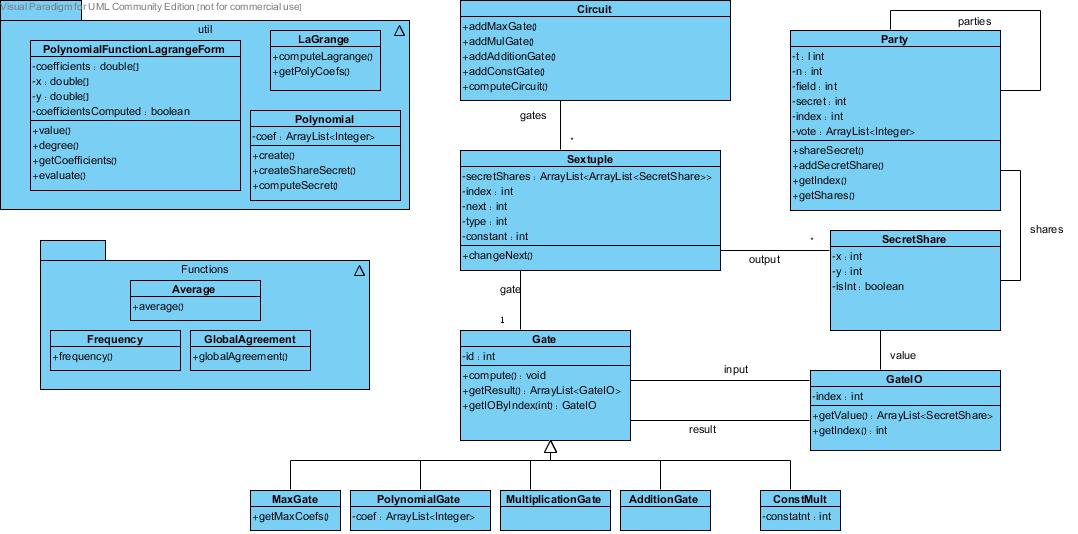 Visual Paradigm for UML Community Edition [not for commercial use]
util
PolynomialFunctionLagrangeForm
-coefficients : double[]
-x : double[]
-y : double[]
-coefficientsComputed : boolean
+value()
+degree()
+getCoefficients()
+evaluate()
LaGrange
+computeLagrange()
+getPolyCoefs()
Polynomial
-coef : ArrayList<Integer>
+create()
+createShareSecret()
+computeSecret()
Functions
Average
+average()
Frequency
+frequency()
GlobalAgreement
+globalAgreement()
Circuit
+addMaxGate()
+addMulGate()
+addAdditionGate()
+addConstGate()
+computeCircuit()
gates
*
Sextuple
-secretShares : ArrayList<ArrayList<SecretShare>>
-index : int
-next : int
-type : int
-constant : int
+changeNext()
output
*
gate
1
Gate
-id : int
+compute() : void
+getResult() : ArrayList<GateIO>
+getIOByIndex(int) : GateIO
input
result
parties
Party
-t : l int
-n : int
-field : int
-secret : int
-index : int
-vote : ArrayList<Integer>
+shareSecret()
+addSecretShare()
+getIndex()
+getShares()
shares
SecretShare
-x : int
-y : int
-isInt : boolean
value
GateIO
-index : int
+getValue() : ArrayList<SecretShare>
+getIndex() : int
MaxGate
+getMaxCoefs()
PolynomialGate
-coef : ArrayList<Integer>
MultiplicationGate
AdditionGate
ConstMult
-constatnt : int